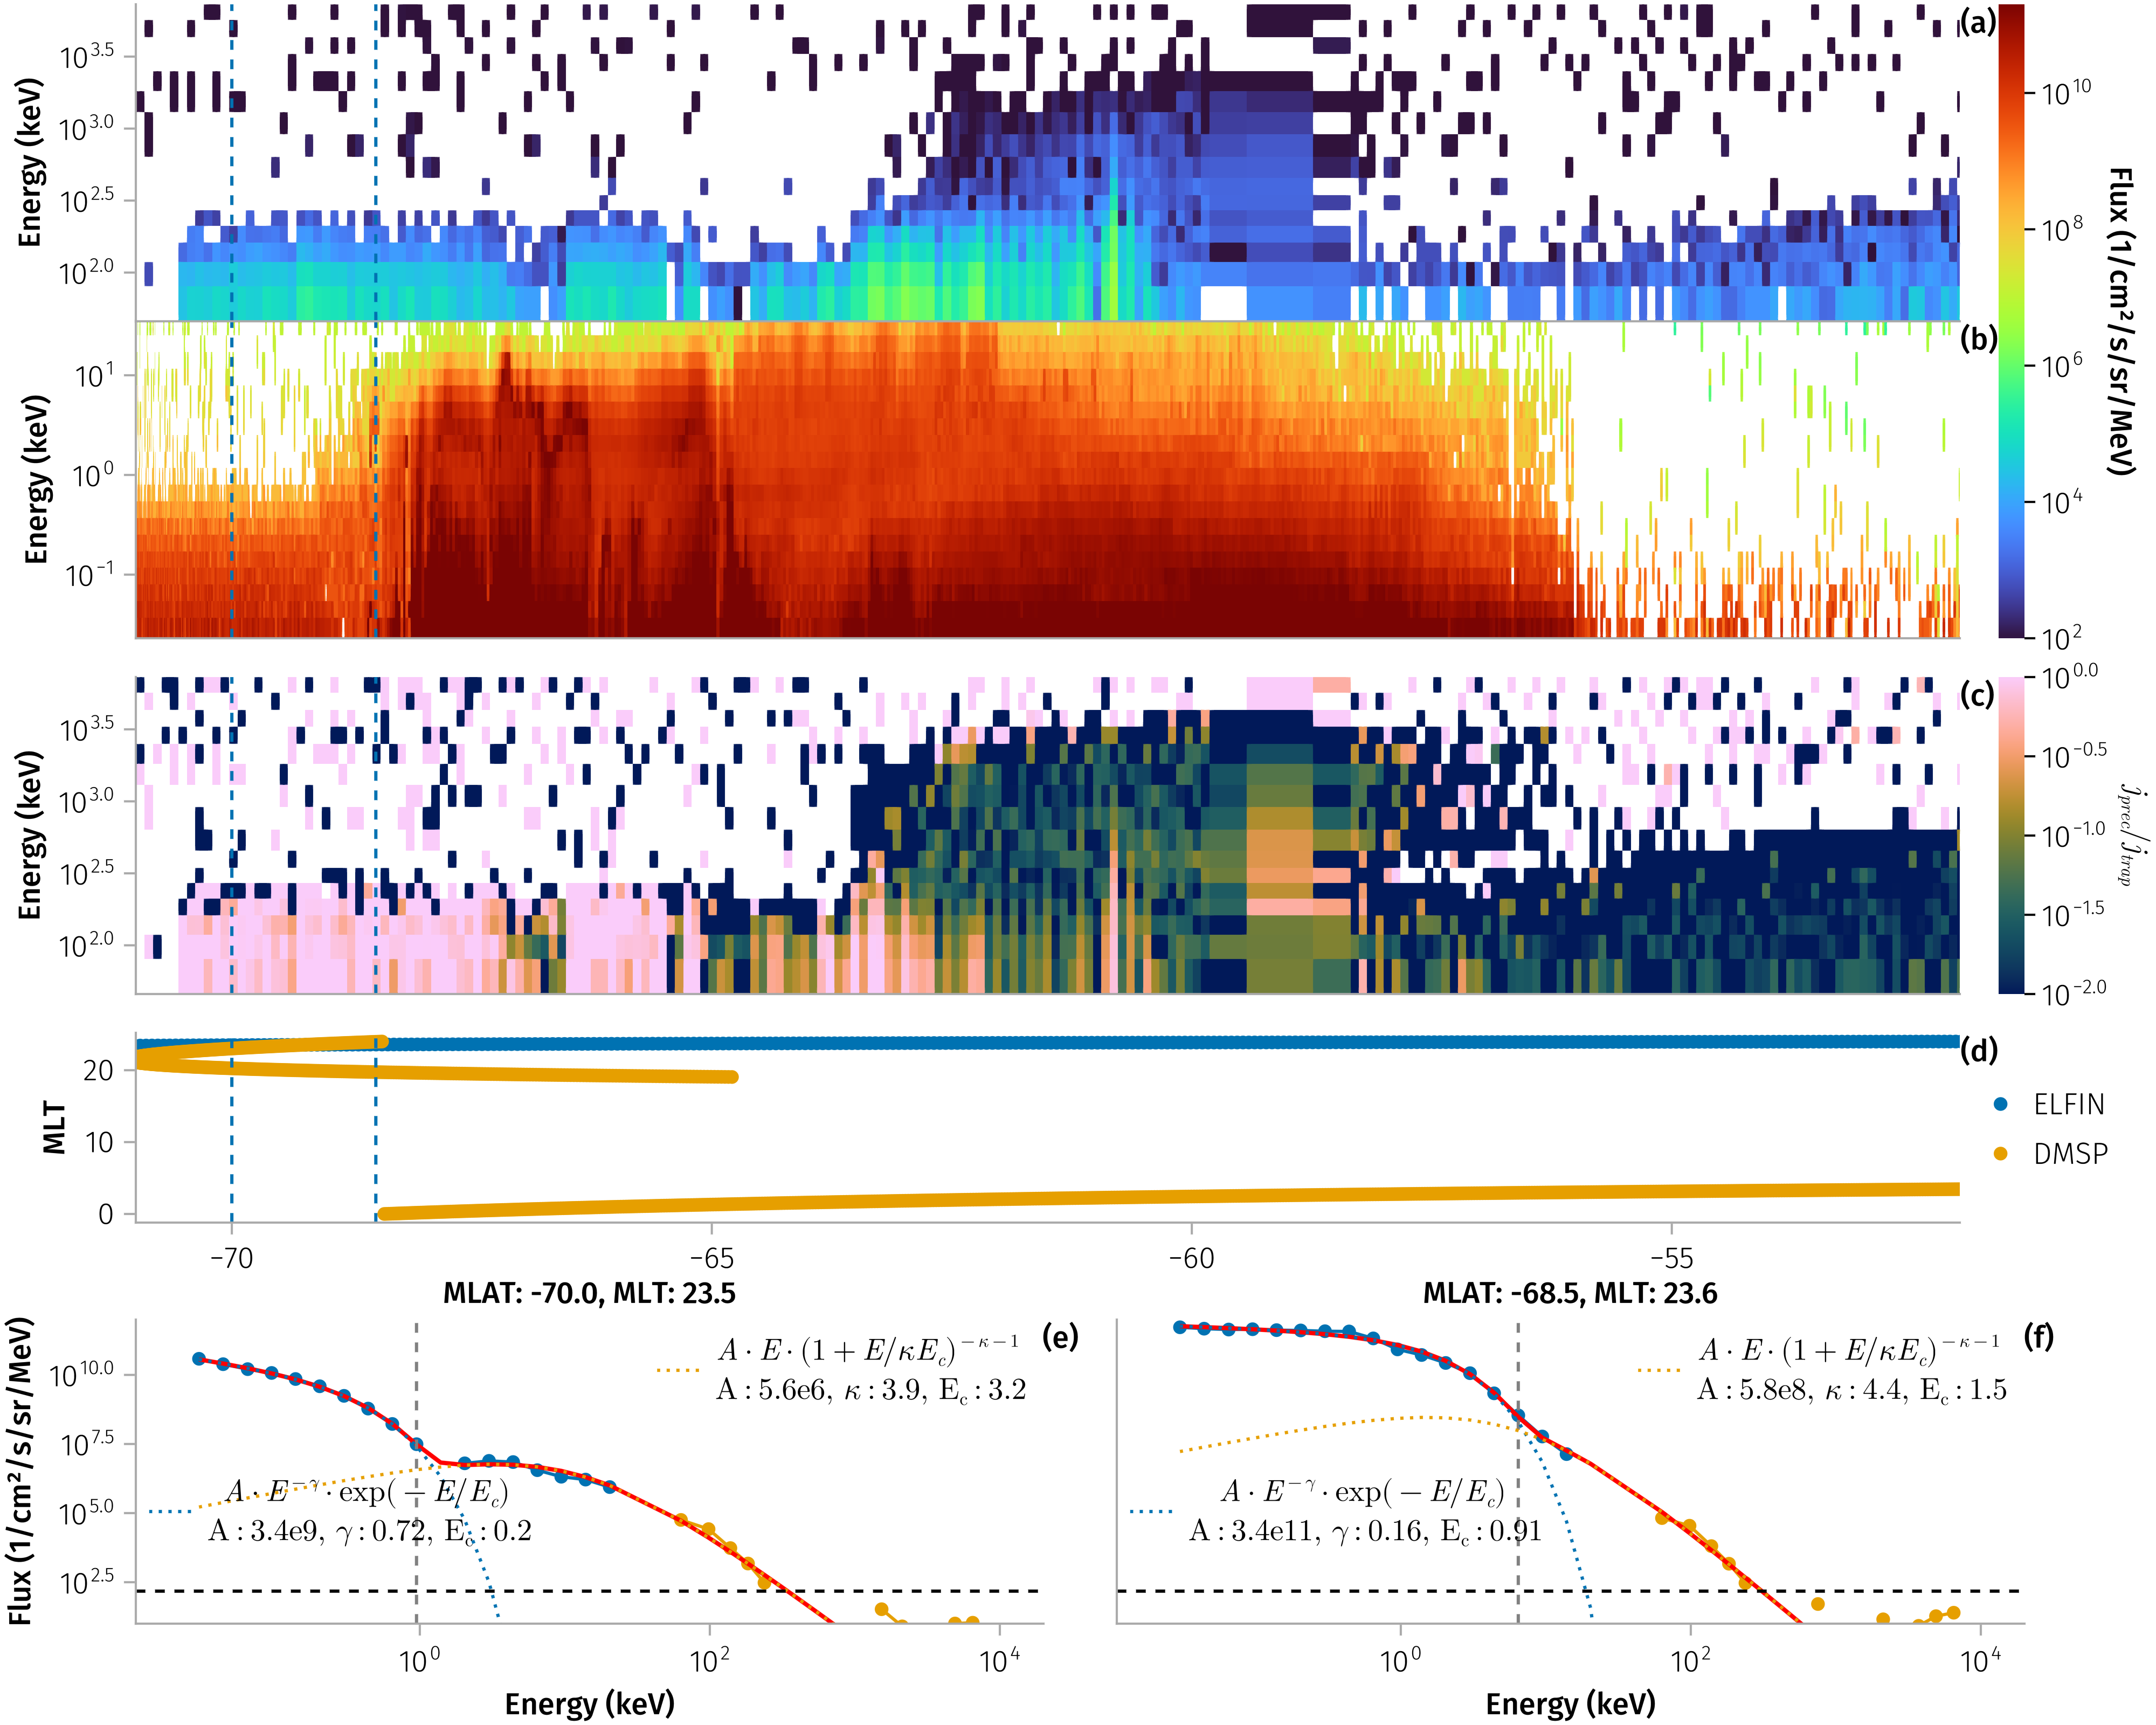 (a)
Energy (keV)
10^3.5
10^3.0
10^2.5
10^2.0
(b)
Energy (keV)
10^1
10^0
10^-1
Flux (1/cm²/s/sr/MeV)
10^10
10^8
10^6
10^4
10^2
(c)
Energy (keV)
10^3.5
10^3.0
10^2.5
10^2.0
j_prec/j_trap
10^0.0
10^-0.5
10^-1.0
10^-1.5
10^-2.0
(d)
MLT
20
10
0
ELFIN
DMSP
−70 −65 −60 −55
MLAT: -70.0, MLT: 23.5
(e)
Flux (1/cm²/s/sr/MeV)
10^10.0
10^7.5
10^5.0
10^2.5
A · E · (1 + E/κE_c)^−κ−1
A : 5.6e6, κ : 3.9, E_c : 3.2
A · E^−γ · exp(− E/E_c)
A : 3.4e9, γ : 0.72, E_c : 0.2
10^0 10^2 10^4
Energy (keV)
MLAT: -68.5, MLT: 23.6
(f)
A · E · (1 + E/κE_c)^−κ−1
A : 5.8e8, κ : 4.4, E_c : 1.5
A · E^−γ · exp(− E/E_c)
A : 3.4e11, γ : 0.16, E_c : 0.91
10^0 10^2 10^4
Energy (keV)